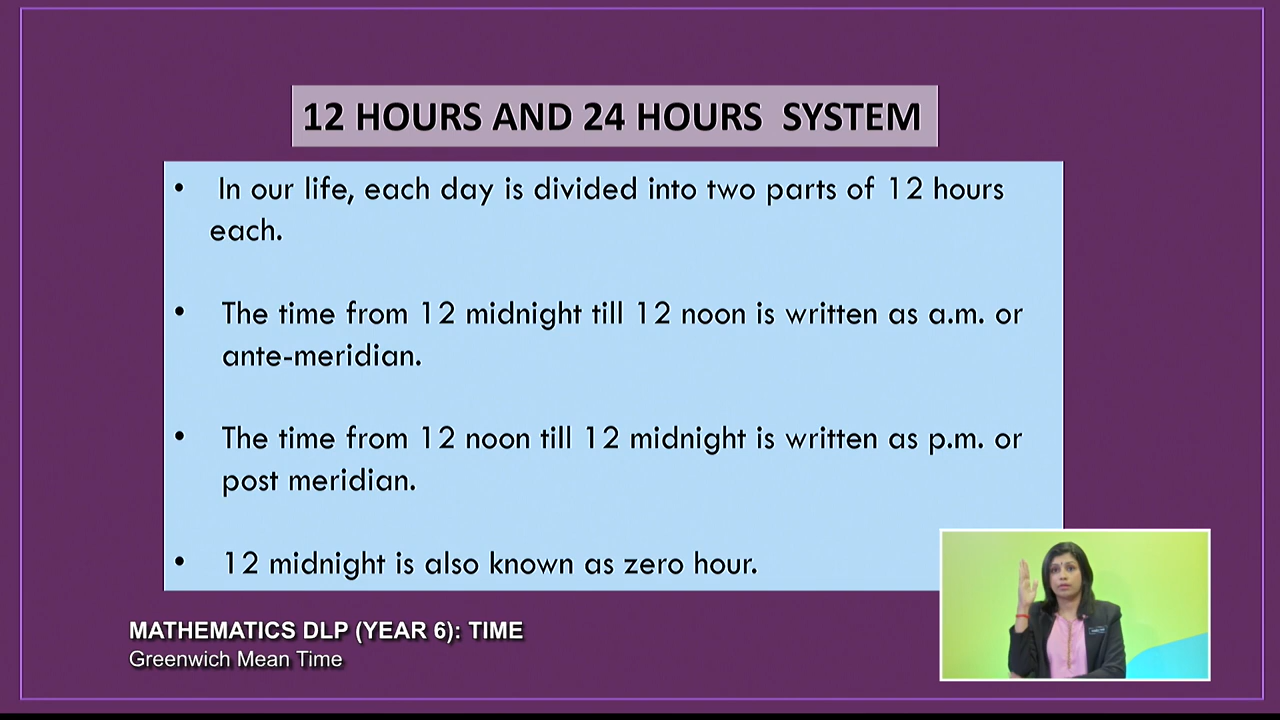 12 HOURS AND 24 HOURS SYSTEM
• In our life, each day is divided into two parts of 12 hours
each.
• The time from 12 midnight till 12 noon is written as a.m. or
ante-meridian.
• The time from 12 noon till 12 midnight is written as p.m. or
post meridian.
• 12 midnight is also known as zero hour.
MATHEMATICS DLP (YEAR 6): TIME
Greenwich Mean Time